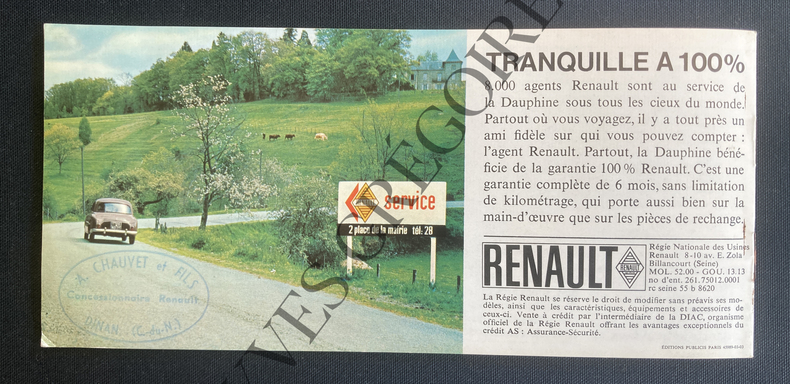 TRANQUILLE A 100%
8.000 agents Renault sont au service de
la Dauphine sous tous les cieux du monde.
Partout où vous voyagez, il y a tout près un
ami fidèle sur qui vous pouvez compter :
l'agent Renault. Partout, la Dauphine béné-
ficie de la garantie 100 % Renault. C'est une
garantie complète de 6 mois, sans limitation
de kilométrage, qui porte aussi bien sur la
main-d'œuvre que sur les pièces de rechange.
RENAULT
RENAULT
Régie Nationale des Usines
Renault 8-10 av. E. Zola
Billancourt (Seine)
MOL. 52.00 - GOU. 13.13
no d'ent. 261.75012.0001
rc seine 55 b 8620
La Régie Renault se réserve le droit de modifier sans préavis ses mo-
dèles, ainsi que les caractéristiques, équipements et accessoires de
ceux-ci. Vente à crédit par l'intermédiaire de la DIAC, organisme
officiel de la Régie Renault offrant les avantages exceptionnels du
crédit AS : Assurance-Sécurité.
ÉDITIONS PUBLICIS PARIS
service
2 place de la mairie tél: 28
A. CHAUVET et FILS
Concessionnaire Renault
DINAN
YVES GREGOIRE